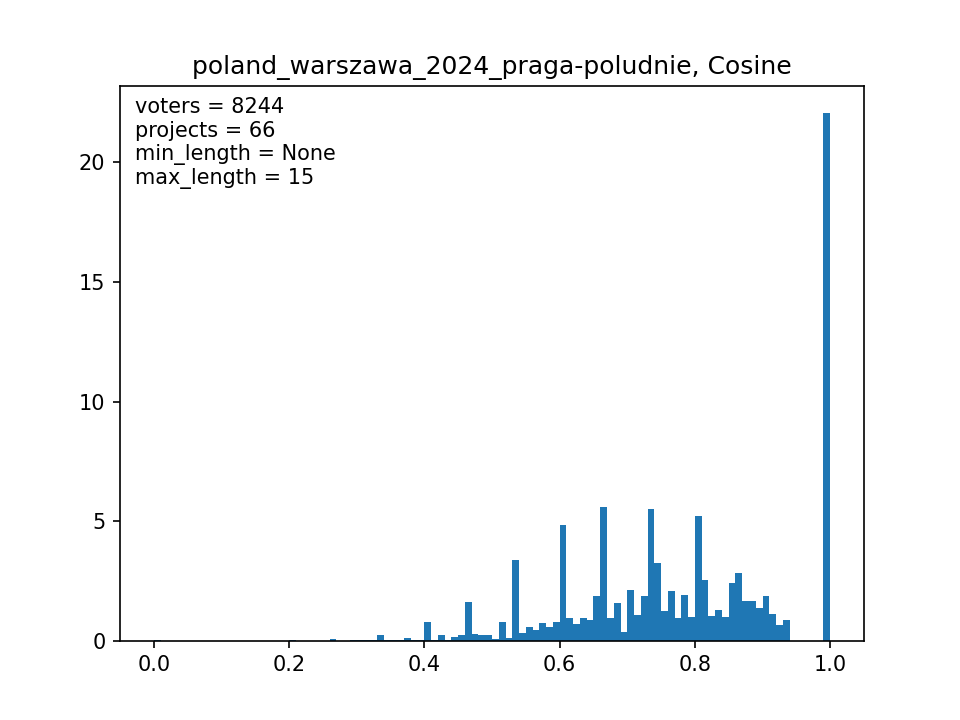 poland_warszawa_2024_praga-poludnie, Cosine
voters = 8244
projects = 66
min_length = None
max_length = 15
20
15
10
5
0
0.0 0.2 0.4 0.6 0.8 1.0